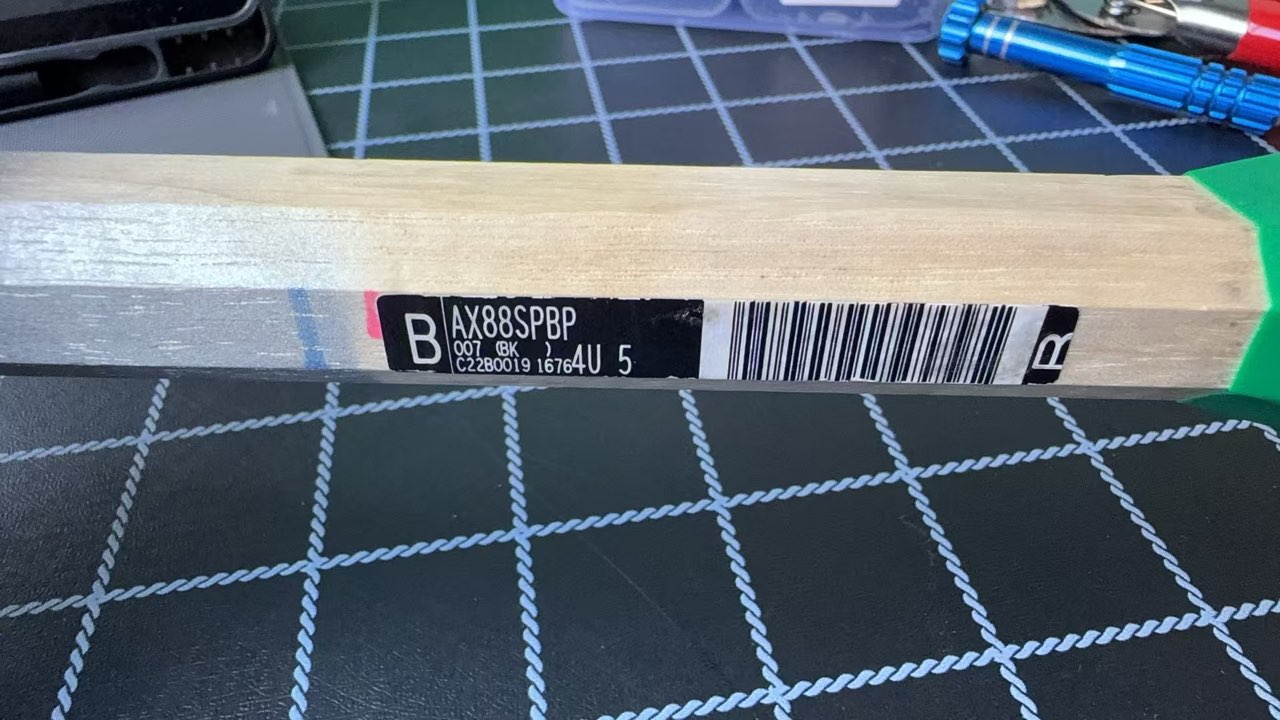 B
AX88SPBP
007 (BK )
C22B0019 1676 4U 5
B